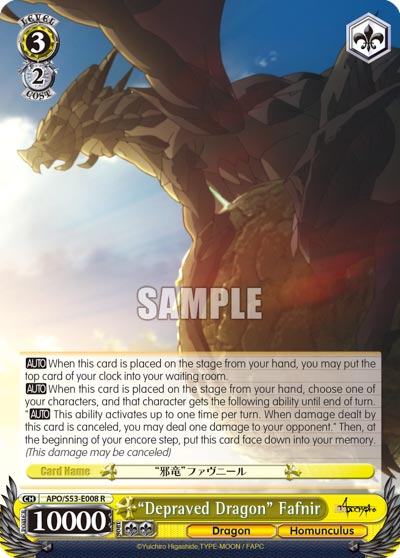 LEVEL
3
2
COST
SAMPLE
AUTO When this card is placed on the stage from your hand, you may put the
top card of your clock into your waiting room.
AUTO When this card is placed on the stage from your hand, choose one of
your characters, and that character gets the following ability until end of turn.
"AUTO This ability activates up to one time per turn. When damage dealt by
this card is canceled, you may deal one damage to your opponent." Then, at
the beginning of your encore step, put this card face down into your memory.
(This damage may be canceled)
Card Name
"邪竜"ファヴニール
CH APO/S53-E008 R
"Depraved Dragon" Fafnir
Apocrypha
POWER
10000
SOUL
Dragon
Homunculus
©Yuichiro Higashide,TYPE-MOON / FAPC